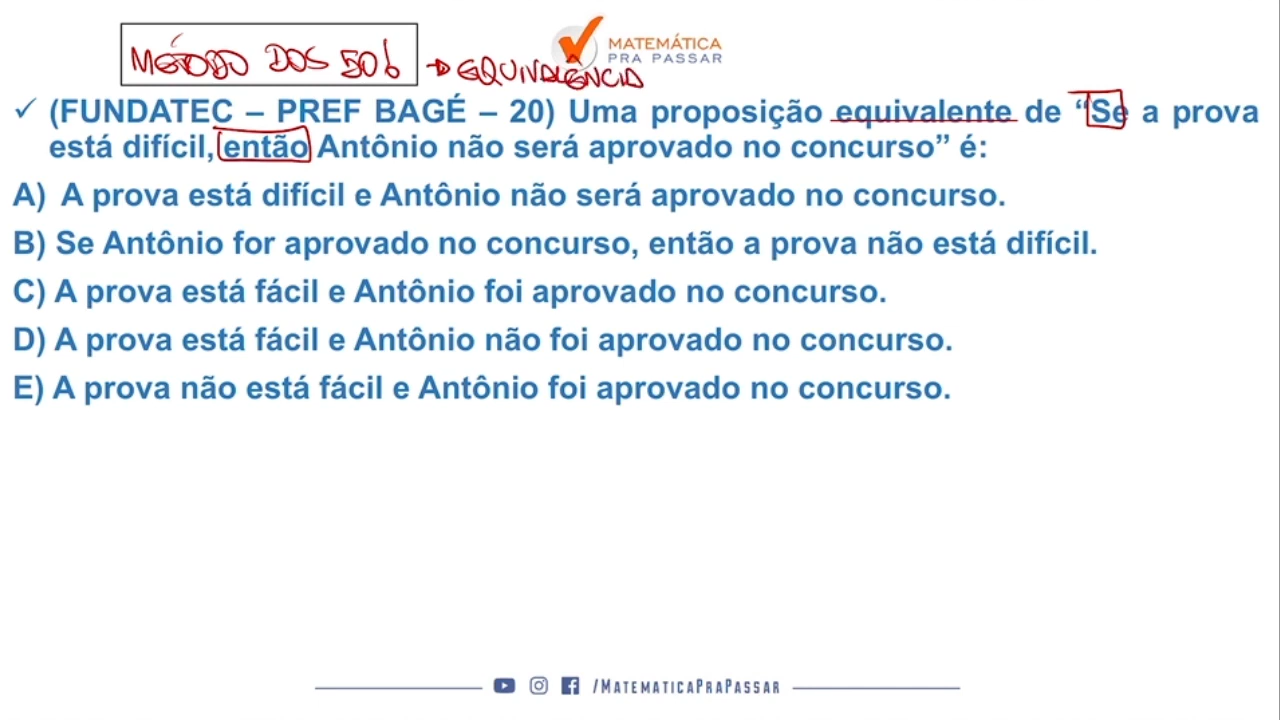 MÉTODO DOS 50% → EQUIVALÊNCIA
MATEMÁTICA
PRA PASSAR
✓ (FUNDATEC – PREF BAGÉ – 20) Uma proposição equivalente de “Se a prova
está difícil, então Antônio não será aprovado no concurso” é:
A) A prova está difícil e Antônio não será aprovado no concurso.
B) Se Antônio for aprovado no concurso, então a prova não está difícil.
C) A prova está fácil e Antônio foi aprovado no concurso.
D) A prova está fácil e Antônio não foi aprovado no concurso.
E) A prova não está fácil e Antônio foi aprovado no concurso.
/MATEMATICAPRAPASSAR